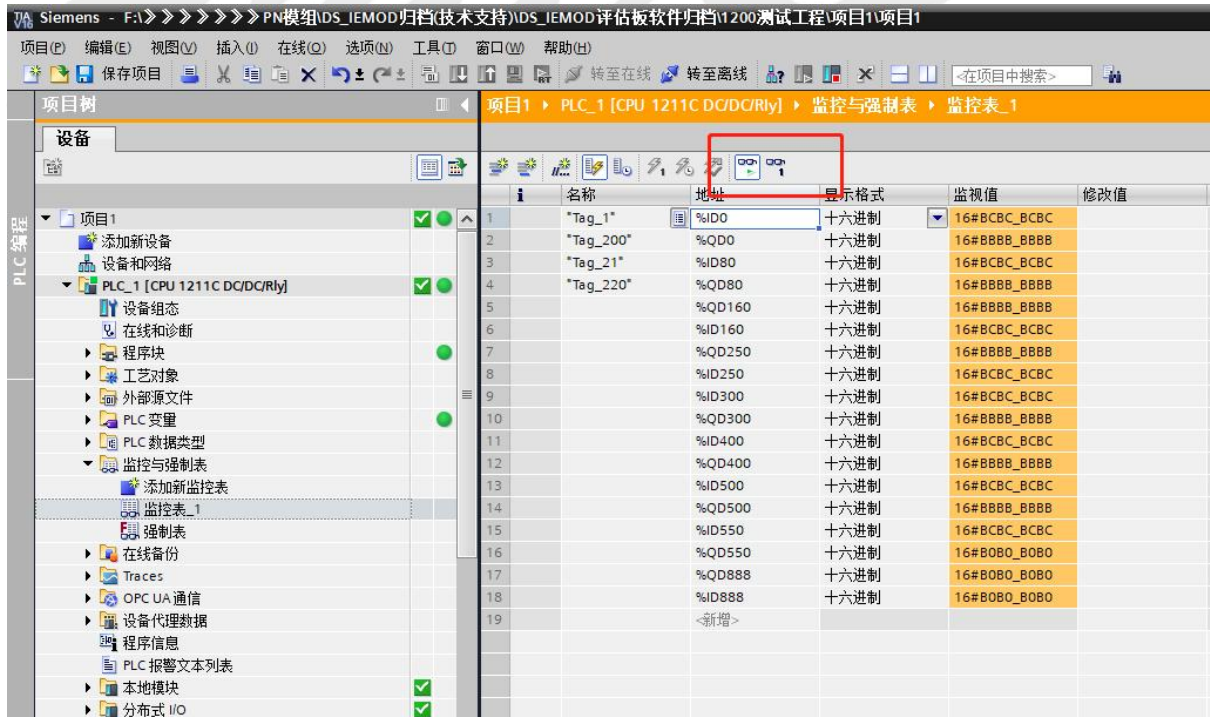 Siemens - F:\》》》》》》》PN模组\DS_IEMOD归档(技术支持)\DS_IEMOD评估板软件归档\1200测试工程\项目1\项目1
项目(P) 编辑(E) 视图(V) 插入(I) 在线(O) 选项(N) 工具(T) 窗口(W) 帮助(H)
保存项目 转至在线 转至离线 <在项目中搜索>
项目树
项目1 PLC_1 [CPU 1211C DC/DC/Rly] 监控与强制表 监控表_1
设备
PLC 编程
项目1
添加新设备
设备和网络
PLC_1 [CPU 1211C DC/DC/Rly]
设备组态
在线和诊断
程序块
工艺对象
外部源文件
PLC 变量
PLC 数据类型
监控与强制表
添加新监控表
监控表_1
强制表
在线备份
Traces
OPC UA 通信
设备代理数据
程序信息
PLC 报警文本列表
本地模块
分布式 I/O
i 名称 地址 显示格式 监视值 修改值
1 "Tag_1" %ID0 十六进制 16#BCBC_BCBC
2 "Tag_200" %QD0 十六进制 16#BBBB_BBBB
3 "Tag_21" %ID80 十六进制 16#BCBC_BCBC
4 "Tag_220" %QD80 十六进制 16#BBBB_BBBB
5 %QD160 十六进制 16#BBBB_BBBB
6 %ID160 十六进制 16#BCBC_BCBC
7 %QD250 十六进制 16#BBBB_BBBB
8 %ID250 十六进制 16#BCBC_BCBC
9 %ID300 十六进制 16#BCBC_BCBC
10 %QD300 十六进制 16#BBBB_BBBB
11 %ID400 十六进制 16#BCBC_BCBC
12 %QD400 十六进制 16#BBBB_BBBB
13 %ID500 十六进制 16#BCBC_BCBC
14 %QD500 十六进制 16#BBBB_BBBB
15 %ID550 十六进制 16#BCBC_BCBC
16 %QD550 十六进制 16#B0B0_B0B0
17 %QD888 十六进制 16#B0B0_B0B0
18 %ID888 十六进制 16#B0B0_B0B0
19 <新增>